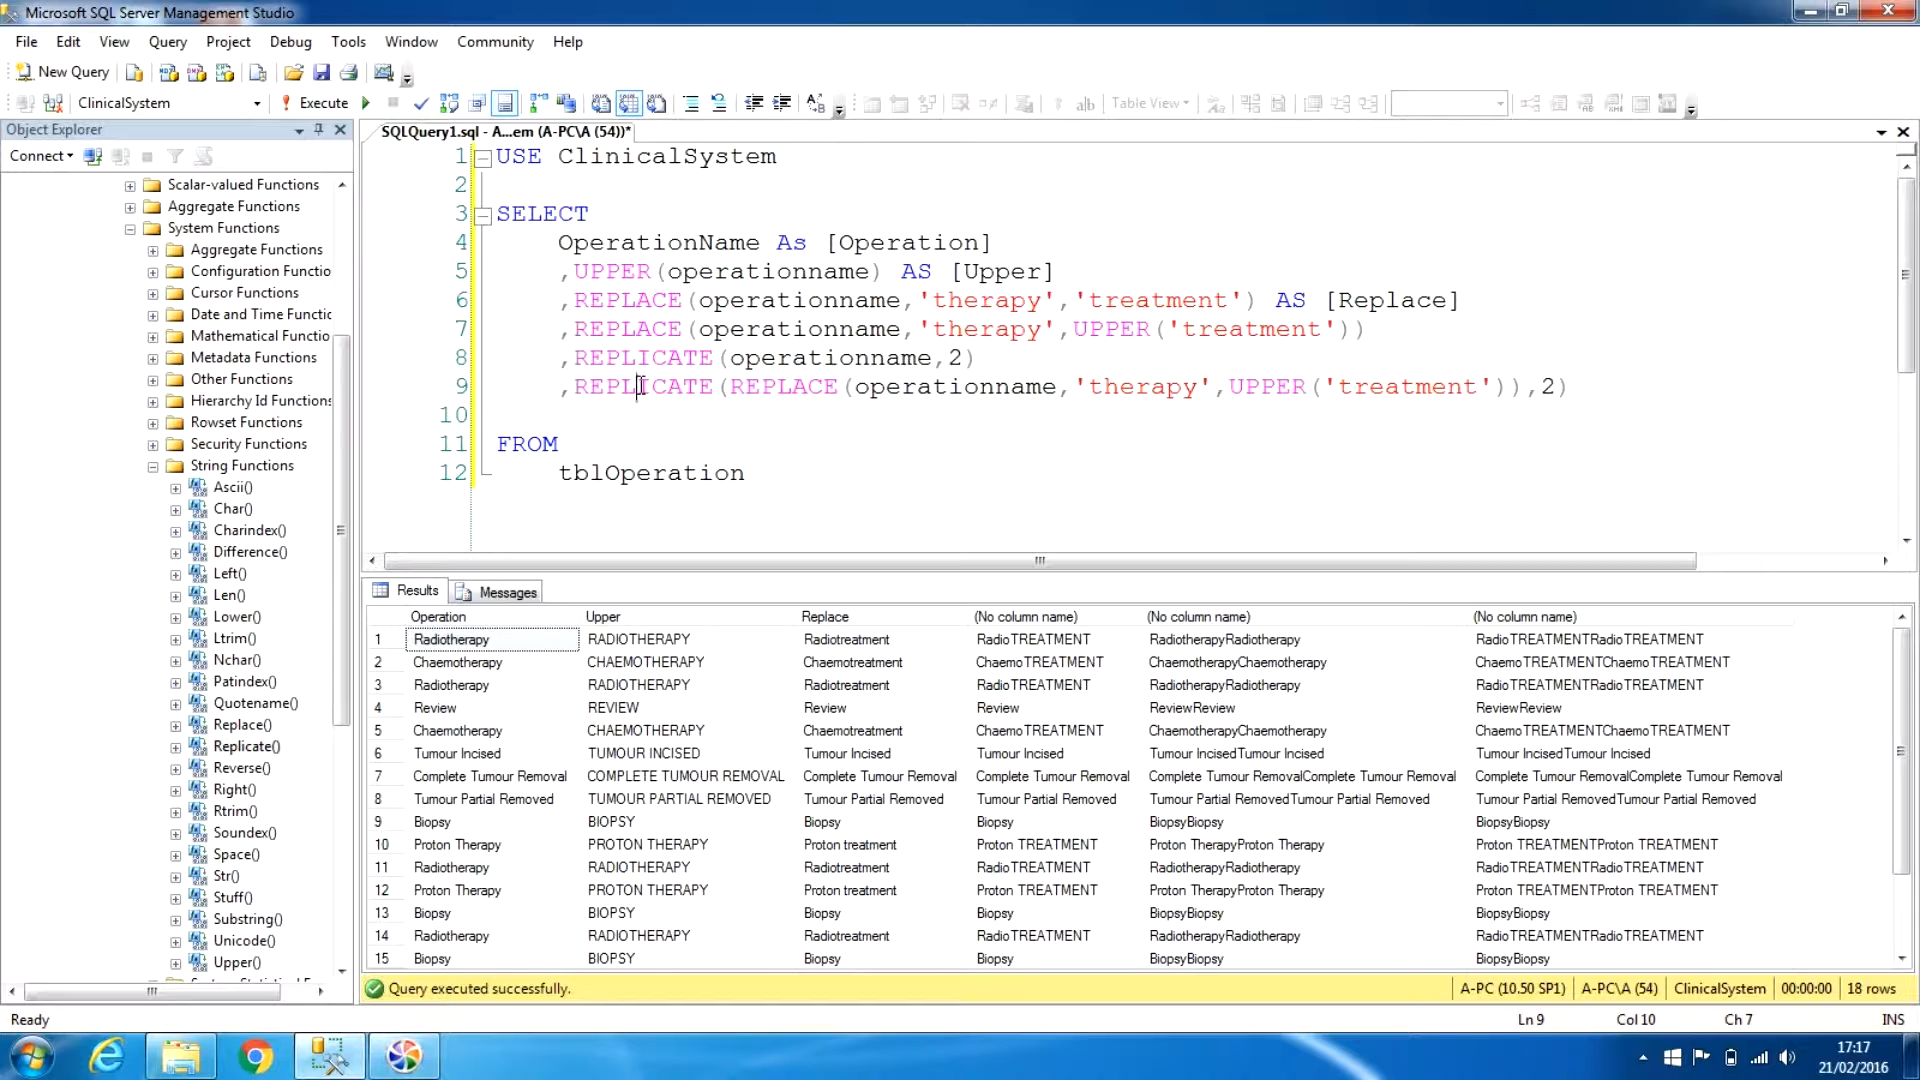 Microsoft SQL Server Management Studio
File Edit View Query Project Debug Tools Window Community Help
New Query
ClinicalSystem Execute Table View
Object Explorer
Connect
Scalar-valued Functions
Aggregate Functions
System Functions
Aggregate Functions
Configuration Functio
Cursor Functions
Date and Time Functic
Mathematical Functio
Metadata Functions
Other Functions
Hierarchy Id Functions
Rowset Functions
Security Functions
String Functions
Ascii()
Char()
Charindex()
Difference()
Left()
Len()
Lower()
Ltrim()
Nchar()
Patindex()
Quotename()
Replace()
Replicate()
Reverse()
Right()
Rtrim()
Soundex()
Space()
Str()
Stuff()
Substring()
Unicode()
Upper()
SQLQuery1.sql - A...em (A-PC\A (54))*
1 USE ClinicalSystem
2
3 SELECT
4 OperationName As [Operation]
5 ,UPPER(operationname) AS [Upper]
6 ,REPLACE(operationname,'therapy','treatment') AS [Replace]
7 ,REPLACE(operationname,'therapy',UPPER('treatment'))
8 ,REPLICATE(operationname,2)
9 ,REPLICATE(REPLACE(operationname,'therapy',UPPER('treatment')),2)
10
11 FROM
12 tblOperation
Results Messages
Operation Upper Replace (No column name) (No column name) (No column name)
1 Radiotherapy RADIOTHERAPY Radiotreatment RadioTREATMENT RadiotherapyRadiotherapy RadioTREATMENTRadioTREATMENT
2 Chaemotherapy CHAEMOTHERAPY Chaemotreatment ChaemoTREATMENT ChaemotherapyChaemotherapy ChaemoTREATMENTChaemoTREATMENT
3 Radiotherapy RADIOTHERAPY Radiotreatment RadioTREATMENT RadiotherapyRadiotherapy RadioTREATMENTRadioTREATMENT
4 Review REVIEW Review Review ReviewReview ReviewReview
5 Chaemotherapy CHAEMOTHERAPY Chaemotreatment ChaemoTREATMENT ChaemotherapyChaemotherapy ChaemoTREATMENTChaemoTREATMENT
6 Tumour Incised TUMOUR INCISED Tumour Incised Tumour Incised Tumour IncisedTumour Incised Tumour IncisedTumour Incised
7 Complete Tumour Removal COMPLETE TUMOUR REMOVAL Complete Tumour Removal Complete Tumour Removal Complete Tumour RemovalComplete Tumour Removal Complete Tumour RemovalComplete Tumour Removal
8 Tumour Partial Removed TUMOUR PARTIAL REMOVED Tumour Partial Removed Tumour Partial Removed Tumour Partial RemovedTumour Partial Removed Tumour Partial RemovedTumour Partial Removed
9 Biopsy BIOPSY Biopsy Biopsy BiopsyBiopsy BiopsyBiopsy
10 Proton Therapy PROTON THERAPY Proton treatment Proton TREATMENT Proton TherapyProton Therapy Proton TREATMENTProton TREATMENT
11 Radiotherapy RADIOTHERAPY Radiotreatment RadioTREATMENT RadiotherapyRadiotherapy RadioTREATMENTRadioTREATMENT
12 Proton Therapy PROTON THERAPY Proton treatment Proton TREATMENT Proton TherapyProton Therapy Proton TREATMENTProton TREATMENT
13 Biopsy BIOPSY Biopsy Biopsy BiopsyBiopsy BiopsyBiopsy
14 Radiotherapy RADIOTHERAPY Radiotreatment RadioTREATMENT RadiotherapyRadiotherapy RadioTREATMENTRadioTREATMENT
15 Biopsy BIOPSY Biopsy Biopsy BiopsyBiopsy BiopsyBiopsy
Query executed successfully. A-PC (10.50 SP1) A-PC\A (54) ClinicalSystem 00:00:00 18 rows
Ready Ln 9 Col 10 Ch 7 INS
17:17
21/02/2016